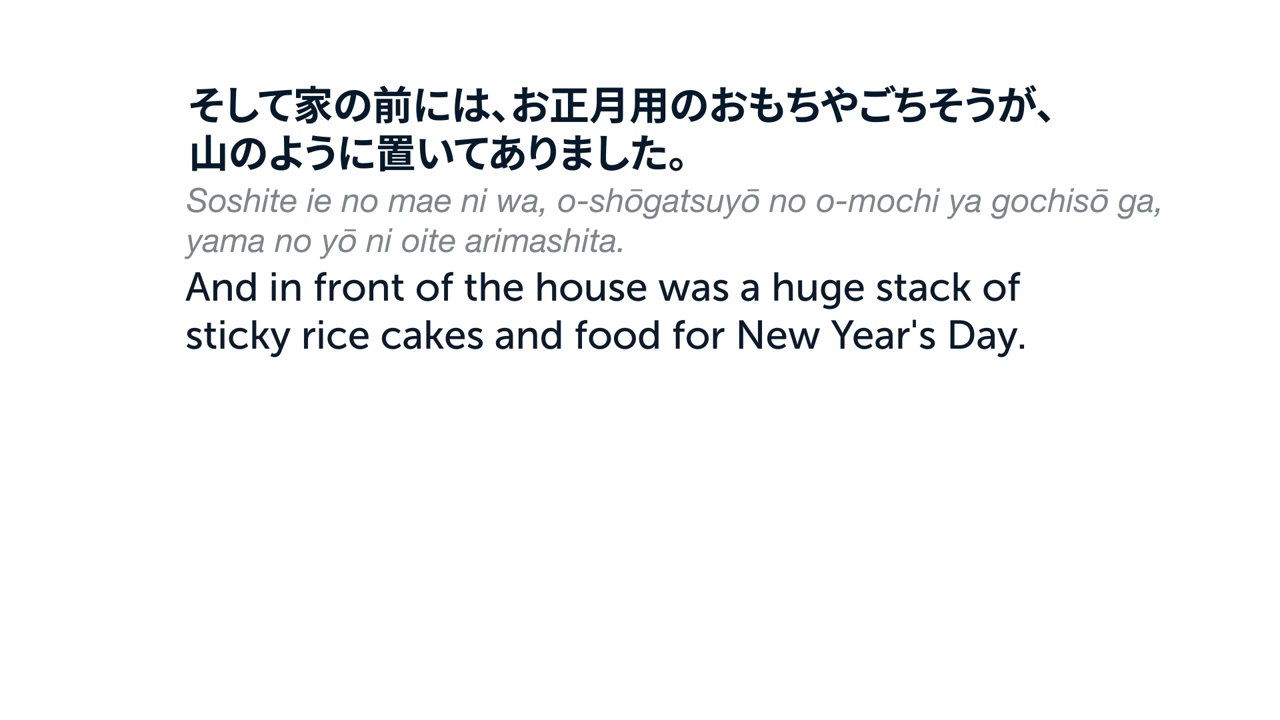 そして家の前には、お正月用のおもちやごちそうが、
山のように置いてありました。
Soshite ie no mae ni wa, o-shōgatsuyō no o-mochi ya gochisō ga,
yama no yō ni oite arimashita.
And in front of the house was a huge stack of
sticky rice cakes and food for New Year's Day.